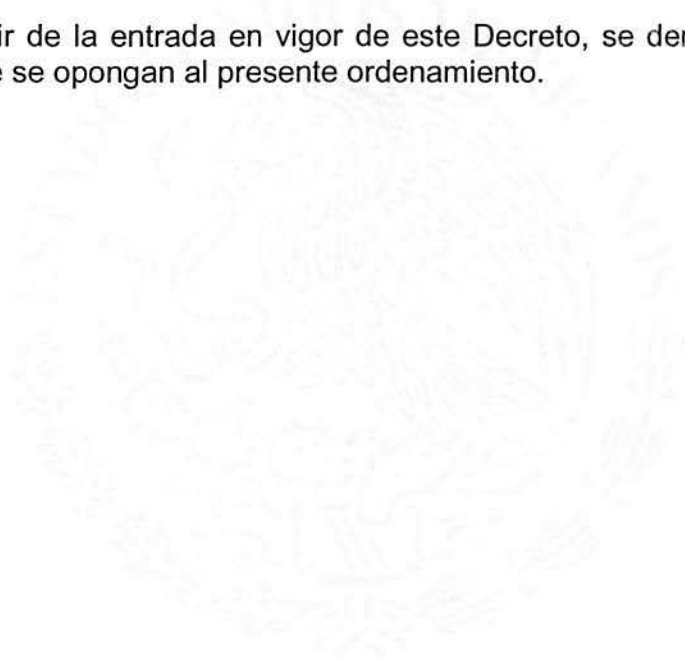 ir de la entrada en vigor de este Decreto, se der
e se opongan al presente ordenamiento.